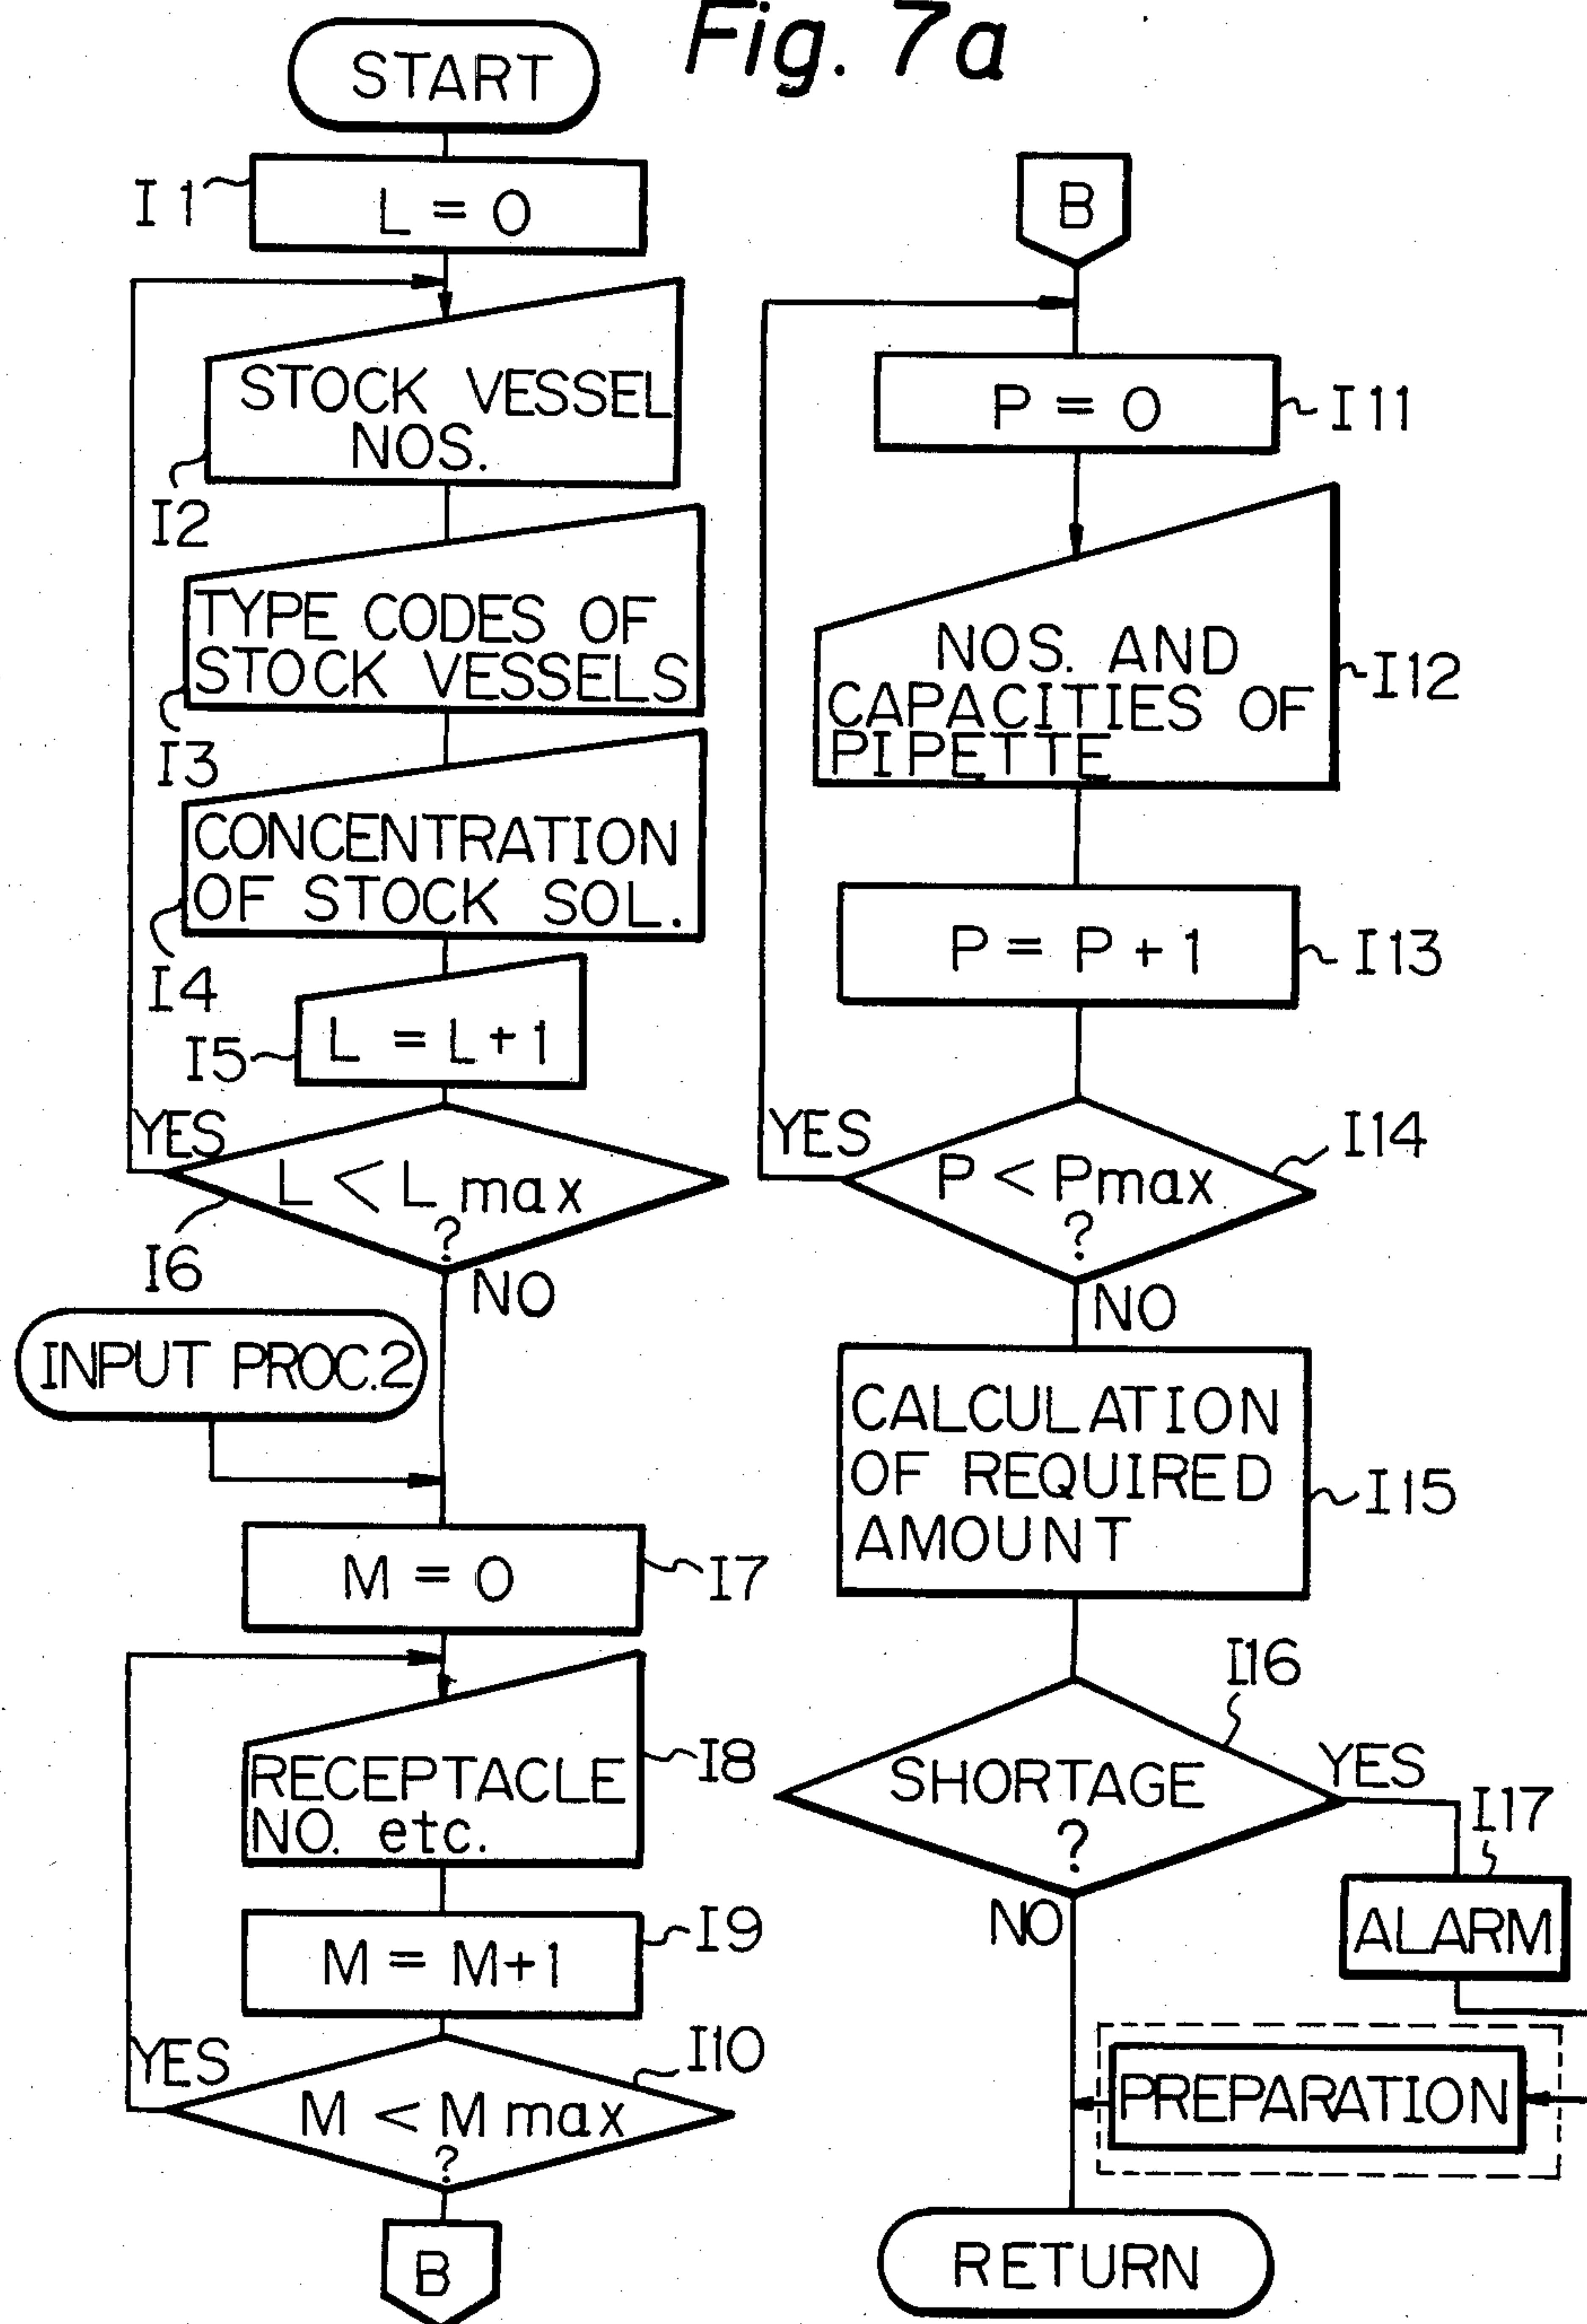 Fig. 7a
START
I1
L = 0
STOCK VESSEL
NOS.
I2
TYPE CODES OF
STOCK VESSELS
I3
CONCENTRATION
OF STOCK SOL.
I4
L = L+1
I5
YES
L < L max
?
I6
NO
INPUT PROC.2
M = 0
I7
RECEPTACLE
NO. etc.
I8
M = M+1
I9
YES
I10
M < M max
?
B
B
P = 0
I11
NOS. AND
CAPACITIES OF
PIPETTE
I12
P = P + 1
I13
YES
I14
P < Pmax
?
NO
CALCULATION
OF REQUIRED
AMOUNT
I15
I16
SHORTAGE
?
YES
I17
NO
ALARM
PREPARATION
RETURN